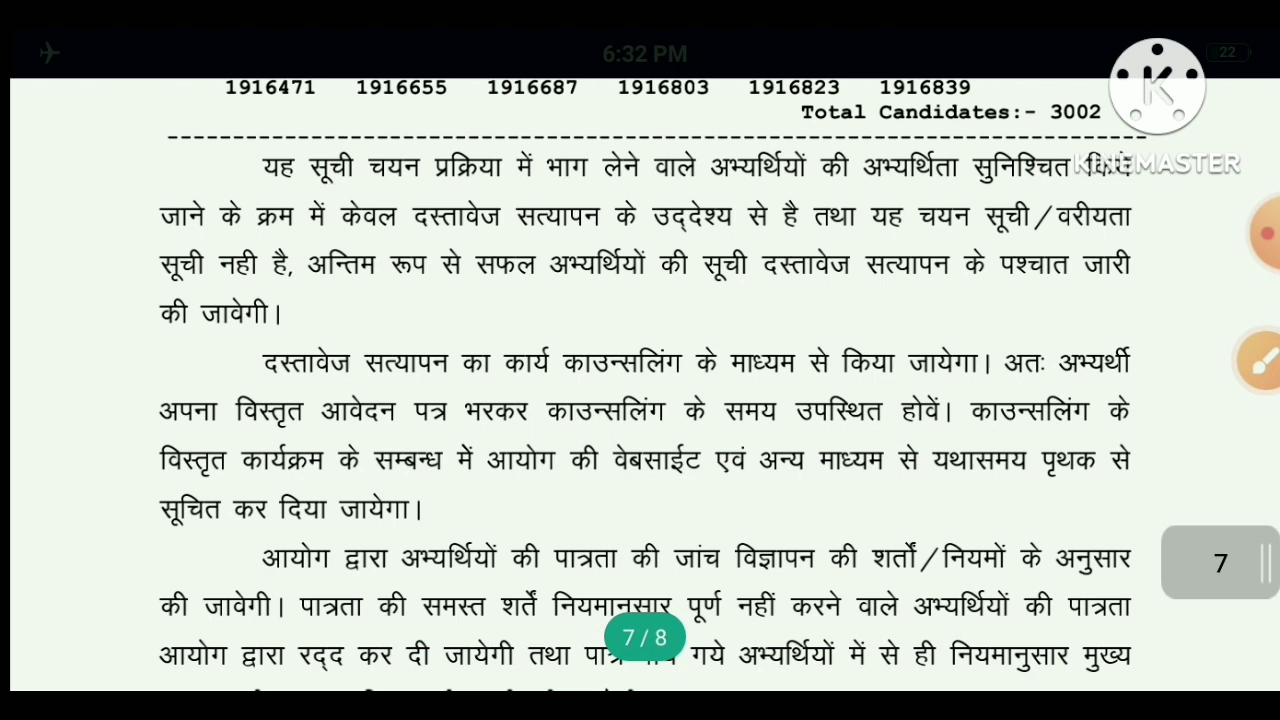 6:32 PM
22
1916471 1916655 1916687 1916803 1916823 1916839
Total Candidates:- 3002
KINEMASTER
यह सूची चयन प्रक्रिया में भाग लेने वाले अभ्यर्थियों की अभ्यर्थिता सुनिश्चित किये
जाने के क्रम में केवल दस्तावेज सत्यापन के उद्देश्य से है तथा यह चयन सूची/वरीयता
सूची नही है, अन्तिम रूप से सफल अभ्यर्थियों की सूची दस्तावेज सत्यापन के पश्चात जारी
की जावेगी।
दस्तावेज सत्यापन का कार्य काउन्सलिंग के माध्यम से किया जायेगा। अतः अभ्यर्थी
अपना विस्तृत आवेदन पत्र भरकर काउन्सलिंग के समय उपस्थित होवें। काउन्सलिंग के
विस्तृत कार्यक्रम के सम्बन्ध में आयोग की वेबसाईट एवं अन्य माध्यम से यथासमय पृथक से
सूचित कर दिया जायेगा।
आयोग द्वारा अभ्यर्थियों की पात्रता की जांच विज्ञापन की शर्तों/नियमों के अनुसार
7
की जावेगी। पात्रता की समस्त शर्तें नियमानुसार पूर्ण नहीं करने वाले अभ्यर्थियों की पात्रता
7 / 8
आयोग द्वारा रद्द कर दी जायेगी तथा गये अभ्यर्थियों में से ही नियमानुसार मुख्य